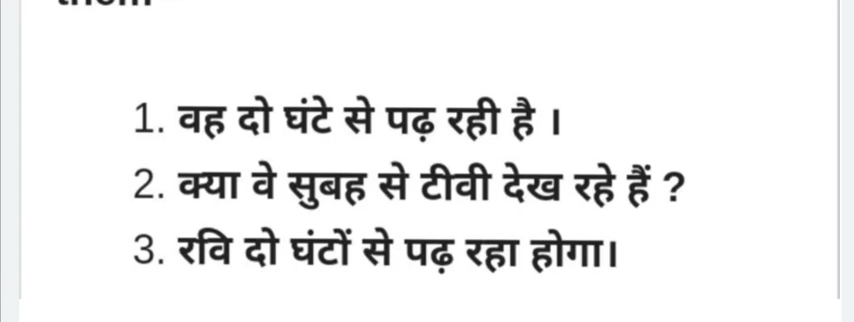 1. वह दो घंटे से पढ़ रही है ।
2. क्या वे सुबह से टीवी देख रहे हैं ?
3. रवि दो घंटों से पढ़ रहा होगा।